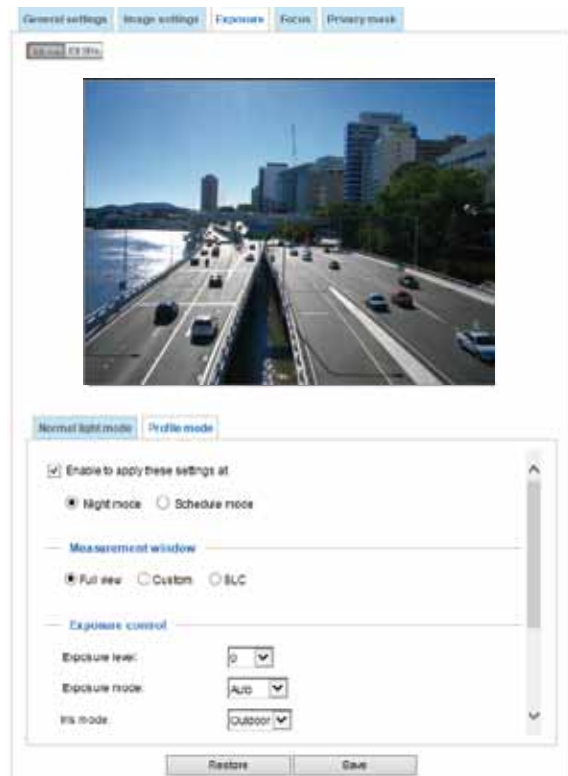 General settings Image settings Exposure Focus Privacy mask
Normal light mode Profile mode
Enable to apply these settings at
Night mode Schedule mode
Measurement window
Full view Custom BLC
Exposure control
Exposure level: 0
Exposure mode: Auto
Iris mode: Outdoor
Restore Save